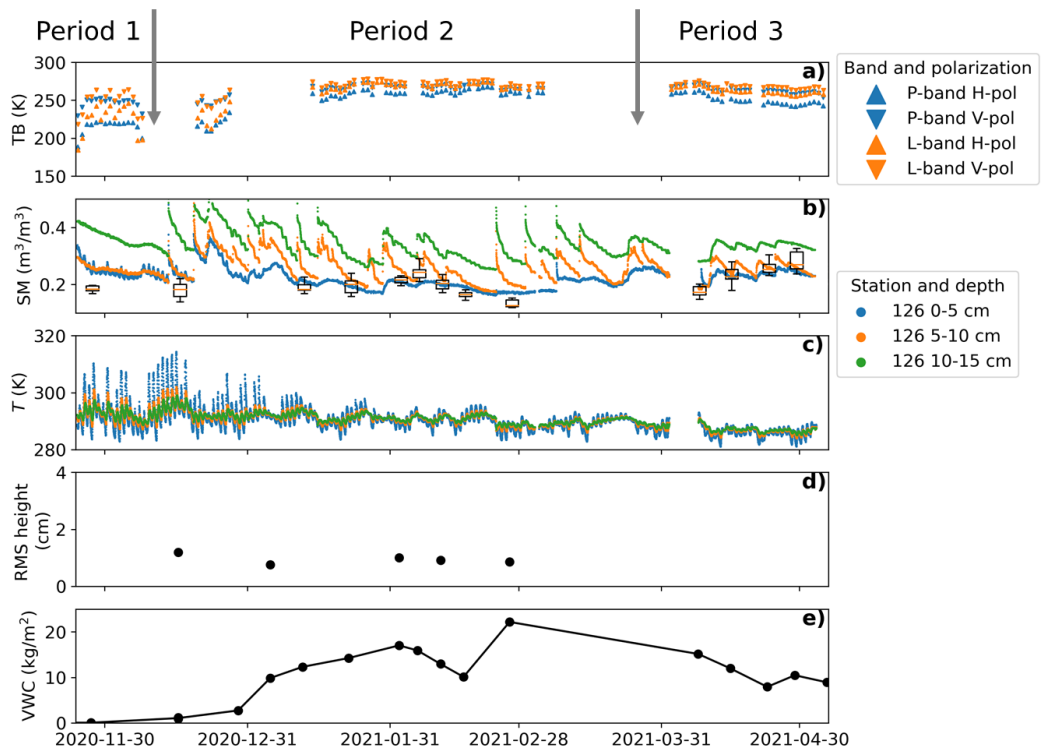 Period 1
Period 2
Period 3
300
250
200
150
TB (K)
a)
Band and polarization
P-band H-pol
P-band V-pol
L-band H-pol
L-band V-pol
0.4
0.2
SM (m³/m³)
b)
Station and depth
126 0-5 cm
126 5-10 cm
126 10-15 cm
320
300
280
T (K)
c)
4
2
0
RMS height
(cm)
d)
20
10
0
VWC (kg/m²)
e)
2020-11-30
2020-12-31
2021-01-31
2021-02-28
2021-03-31
2021-04-30